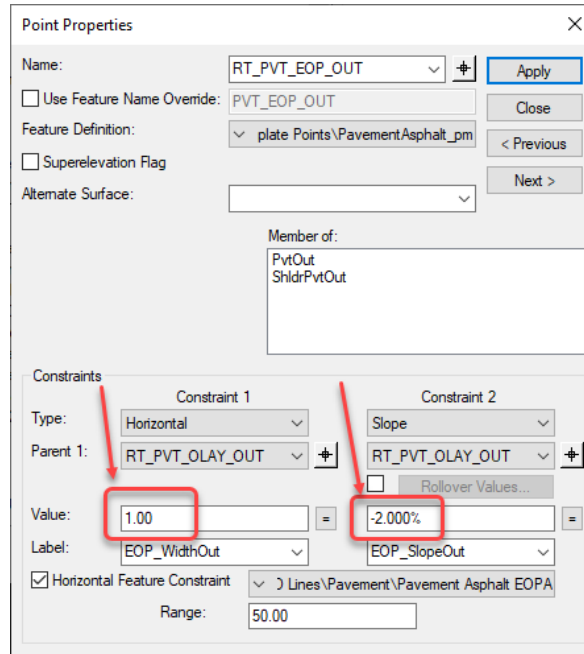 Point Properties
Name: RT_PVT_EOP_OUT Apply
Use Feature Name Override: PVT_EOP_OUT Close
Feature Definition: plate Points\PavementAsphalt_pm < Previous
Superelevation Flag Next >
Alternate Surface:
Member of:
PvtOut
ShldrPvtOut
Constraints
Constraint 1 Constraint 2
Type: Horizontal Slope
Parent 1: RT_PVT_OLAY_OUT RT_PVT_OLAY_OUT
Rollover Values...
Value: 1.00 = -2.000% =
Label: EOP_WidthOut EOP_SlopeOut
Horizontal Feature Constraint Lines\Pavement\Pavement Asphalt EOPA
Range: 50.00